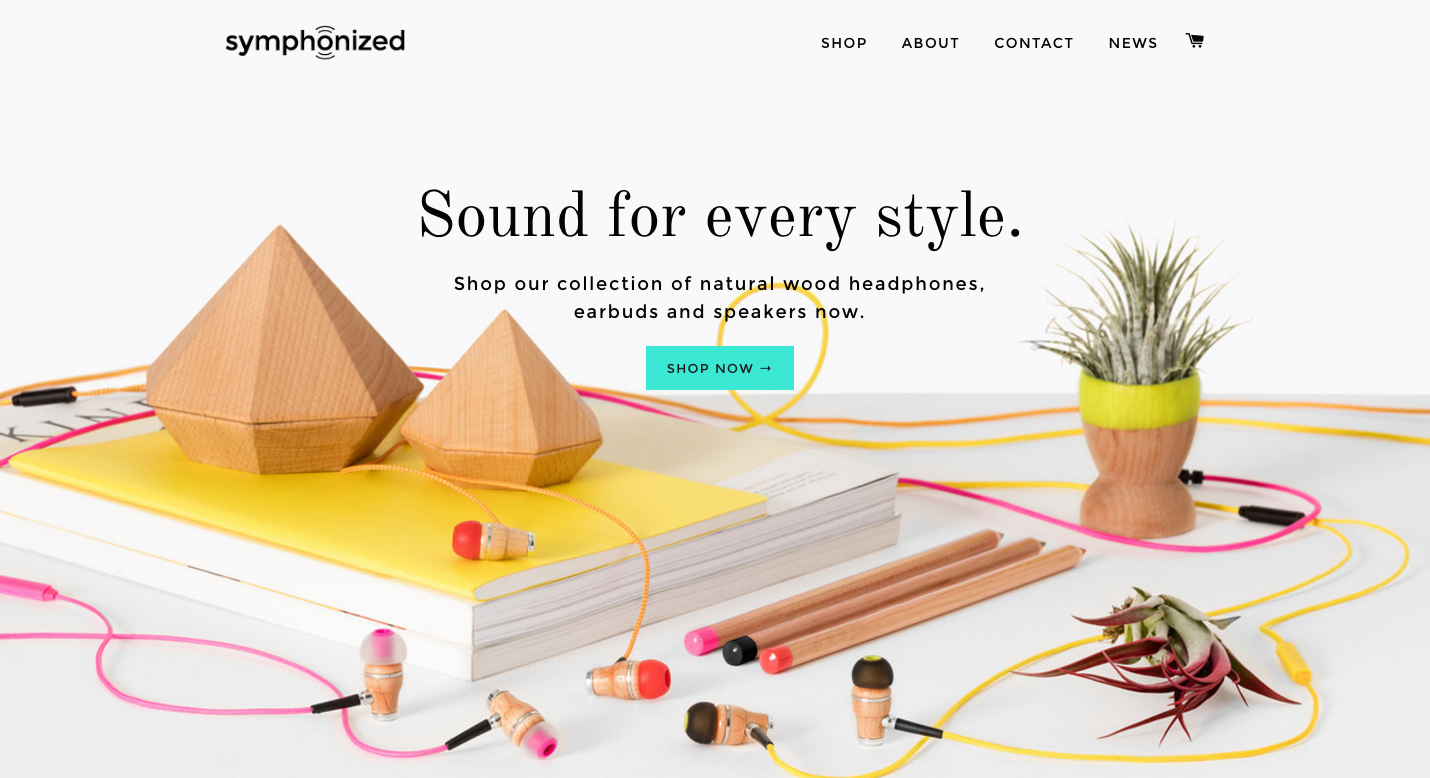 symphonized
SHOP
ABOUT
CONTACT
NEWS
Sound for every style.
Shop our collection of natural wood headphones,
earbuds and speakers now.
SHOP NOW →